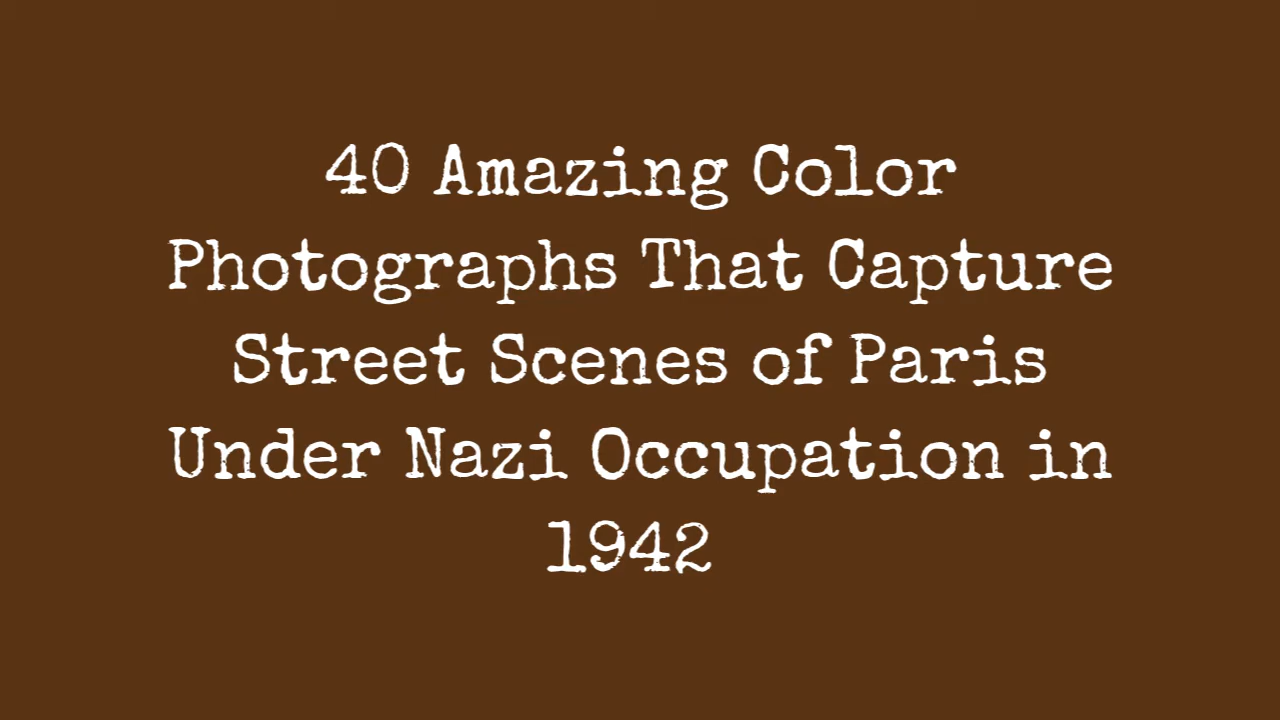 40 Amazing Color
Photographs That Capture
Street Scenes of Paris
Under Nazi Occupation in
1942